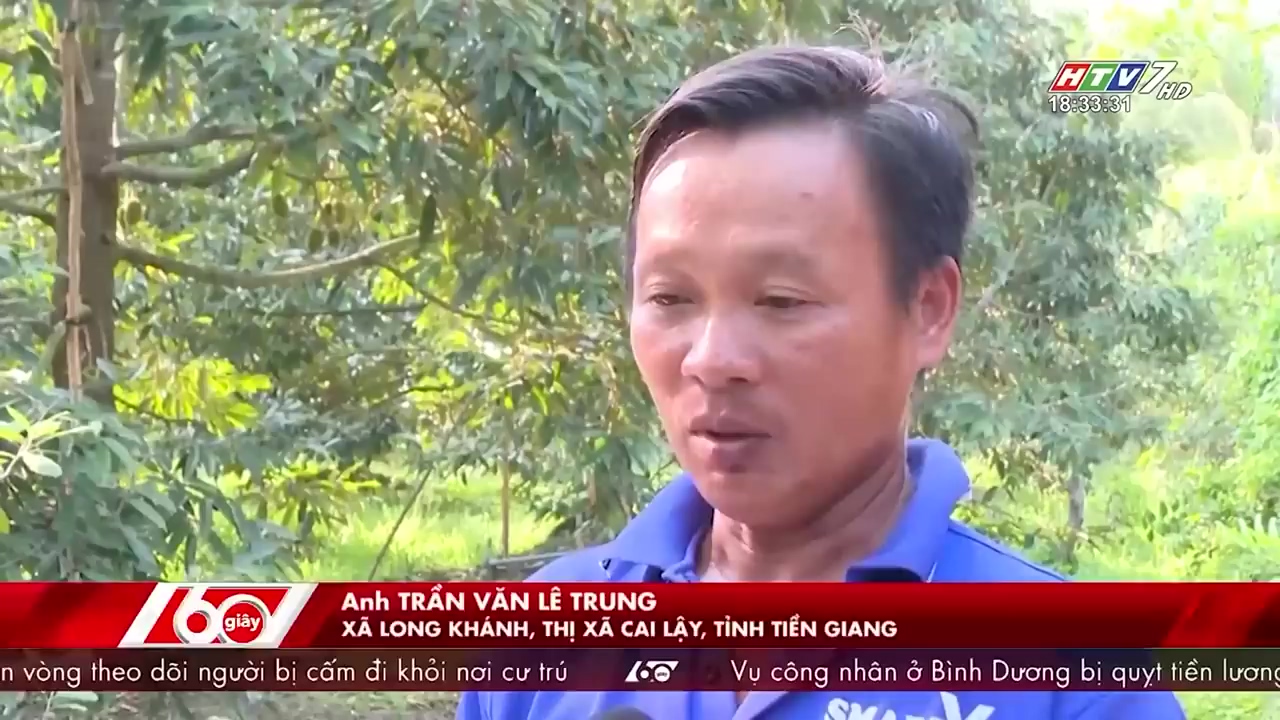 HTV7 HD
18:33:31
60 giây
Anh TRẦN VĂN LÊ TRUNG
XÃ LONG KHÁNH, THỊ XÃ CAI LẬY, TỈNH TIỀN GIANG
vòng theo dõi người bị cấm đi khỏi nơi cư trú 60 Vụ công nhân ở Bình Dương bị quỵt tiền lương